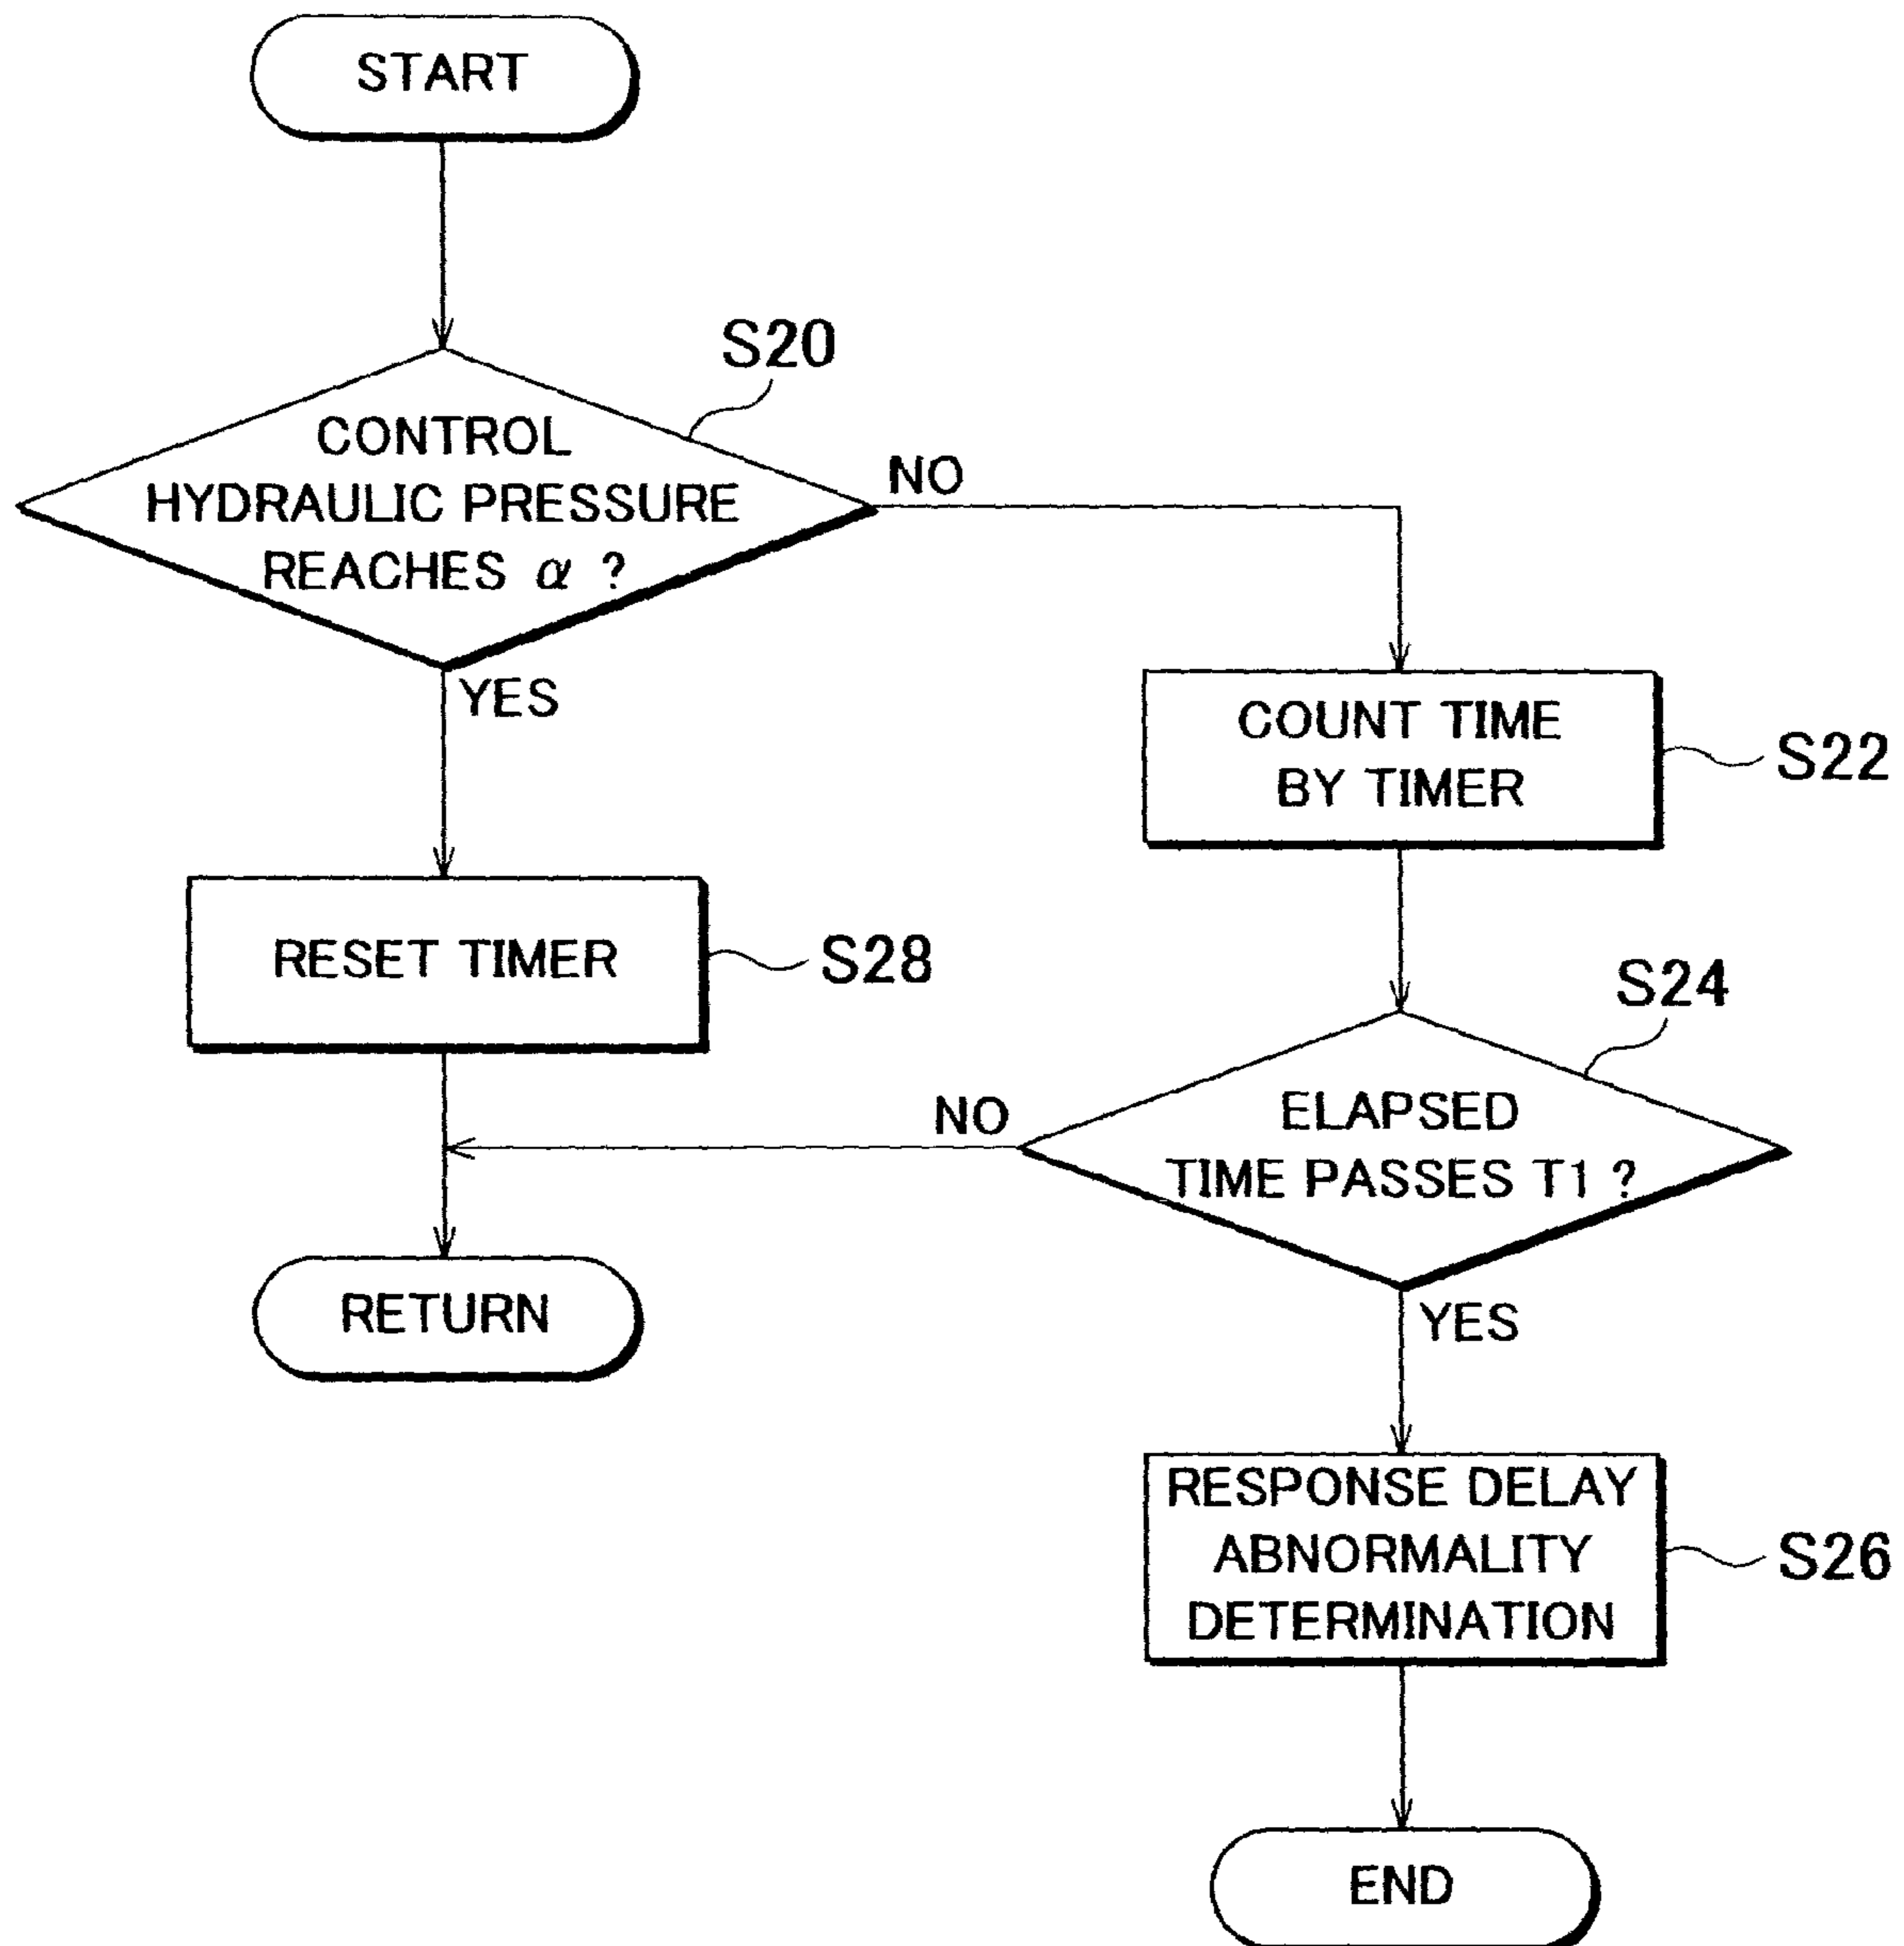 START
S20
CONTROL
HYDRAULIC PRESSURE
REACHES α ?
NO
YES
COUNT TIME
BY TIMER
S22
RESET TIMER
S28
S24
ELAPSED
TIME PASSES T1 ?
NO
YES
RETURN
RESPONSE DELAY
ABNORMALITY
DETERMINATION
S26
END